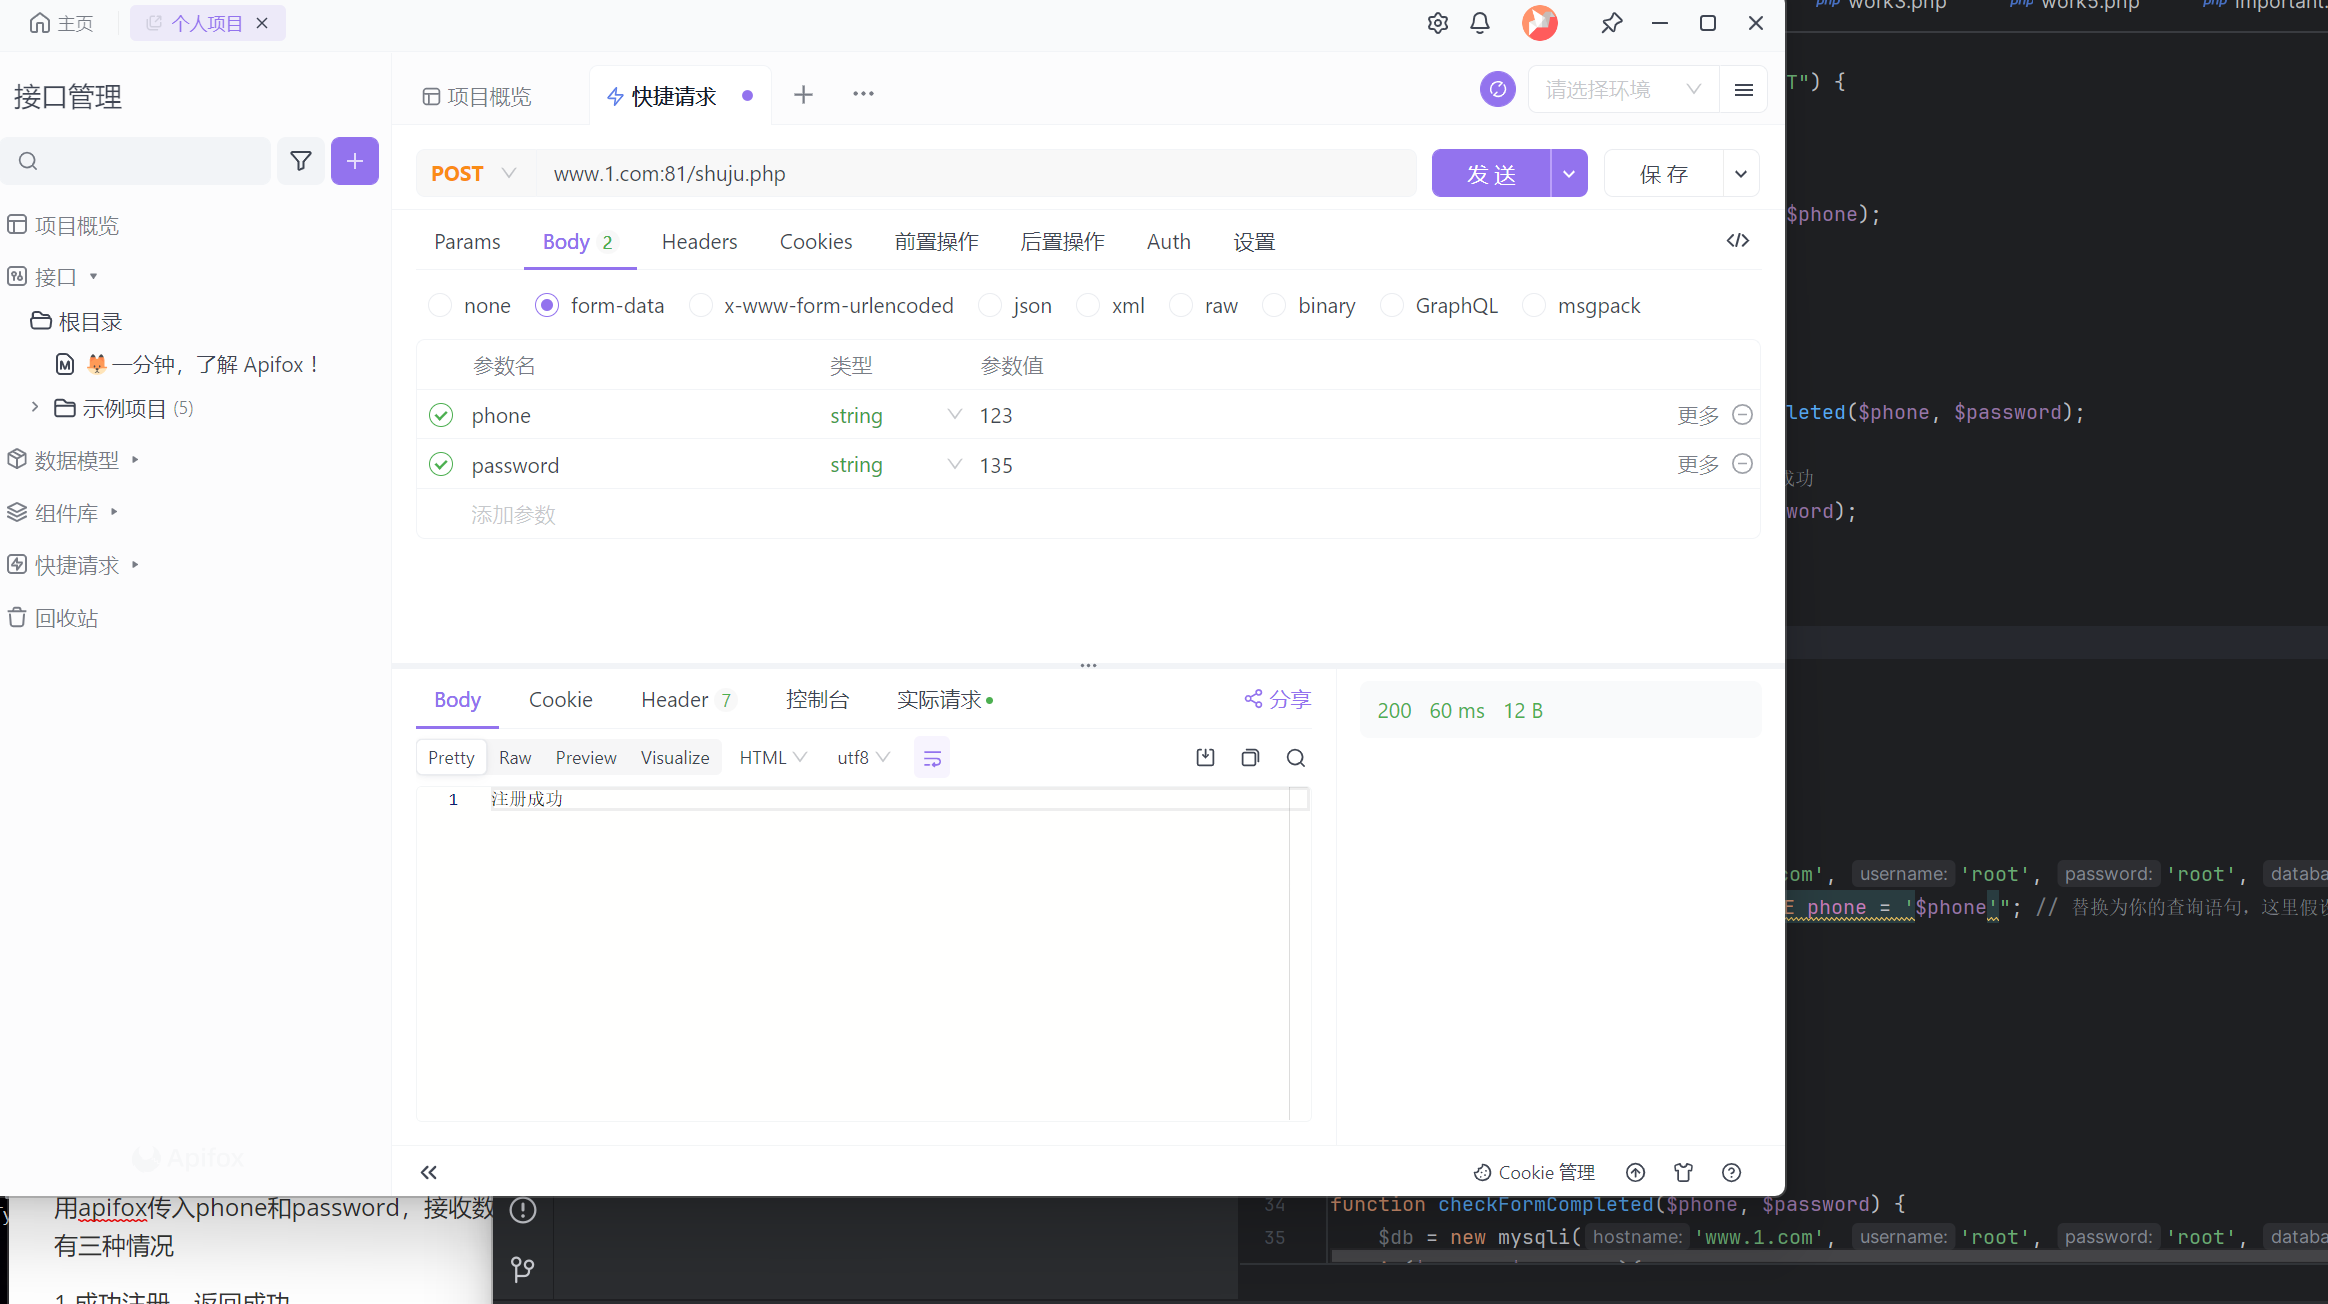 主页
个人项目
接口管理
项目概览
接口
根目录
一分钟，了解 Apifox！
示例项目 (5)
数据模型
组件库
快捷请求
回收站
Apifox
项目概览
快捷请求
请选择环境
POST
www.1.com:81/shuju.php
发 送
保 存
Params
Body 2
Headers
Cookies
前置操作
后置操作
Auth
设置
none
form-data
x-www-form-urlencoded
json
xml
raw
binary
GraphQL
msgpack
参数名 类型 参数值
phone string 123 更多
password string 135 更多
添加参数
Body
Cookie
Header 7
控制台
实际请求
分享
200 60 ms 12 B
Pretty
Raw
Preview
Visualize
HTML
utf8
1 注册成功
Cookie 管理
php work3.php
php work5.php
php important.
T") {
$phone);
leted($phone, $password);
成功
word);
com', username: 'root', password: 'root', databa
E phone = '$phone'"; // 替换为你的查询语句，这里假设
34 function checkFormCompleted($phone, $password) {
35 $db = new mysqli( hostname: 'www.1.com', username: 'root', password: 'root', databa
用apifox传入phone和password，接收数
有三种情况
1.成功注册，返回成功